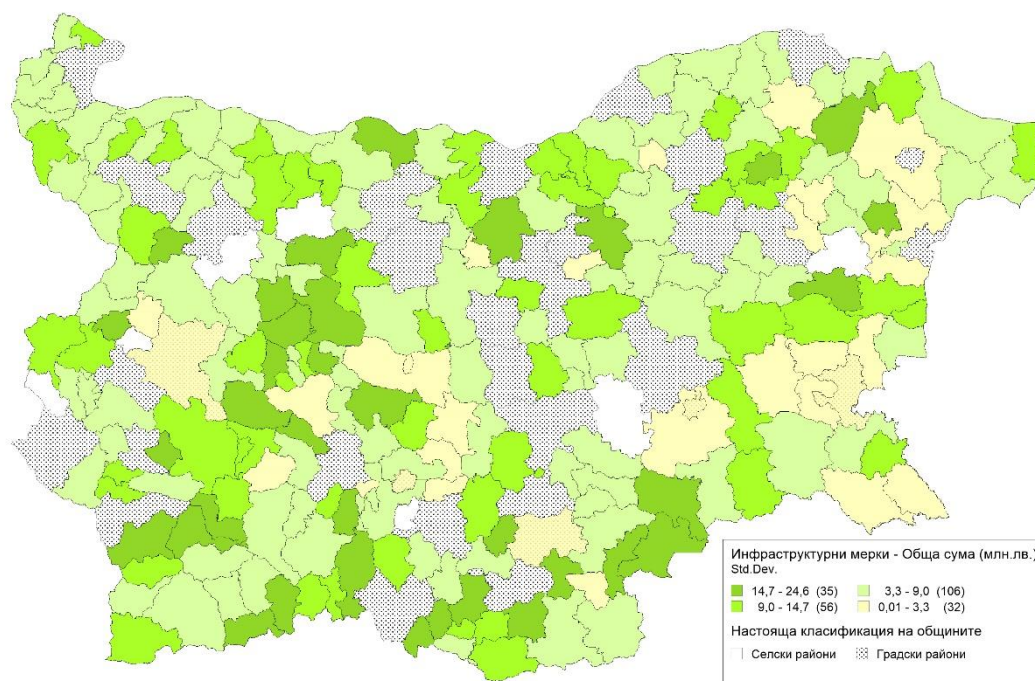 Инфраструктурни мерки - Обща сума (млн.лв.)
Std.Dev.
14,7 - 24,6 (35) 3,3 - 9,0 (106)
9,0 - 14,7 (56) 0,01 - 3,3 (32)
Настояща класификация на общините
Селски райони Градски райони